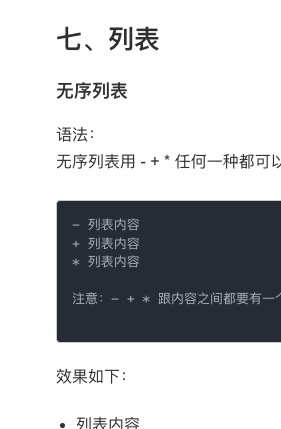 七、列表
无序列表
语法：
无序列表用 - + * 任何一种都可以
- 列表内容
+ 列表内容
* 列表内容
注意：- + * 跟内容之间都要有一个
效果如下：
列表内容